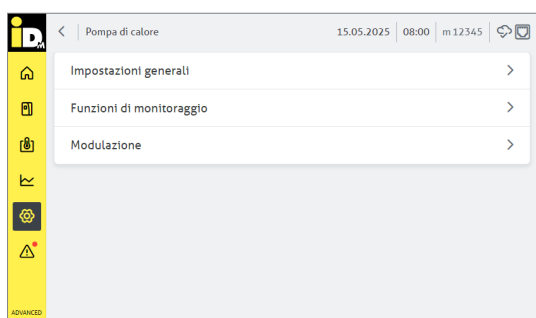 iDM
Pompa di calore 15.05.2025 08:00 m12345
Impostazioni generali
Funzioni di monitoraggio
Modulazione
ADVANCED